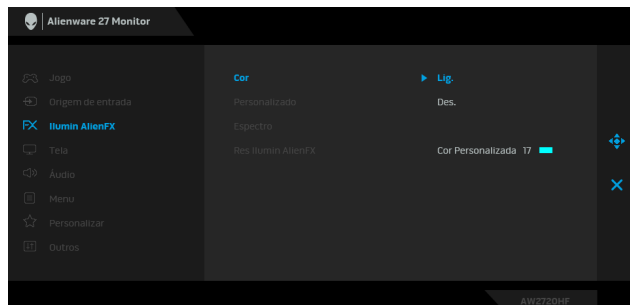 Alienware 27 Monitor
Jogo
Origem de entrada
FX Ilumin AlienFX
Tela
Áudio
Menu
Personalizar
Outros
Cor
Personalizado
Espectro
Res Ilumin AlienFX
Lig.
Des.
Cor Personalizada 17
AW2720HF